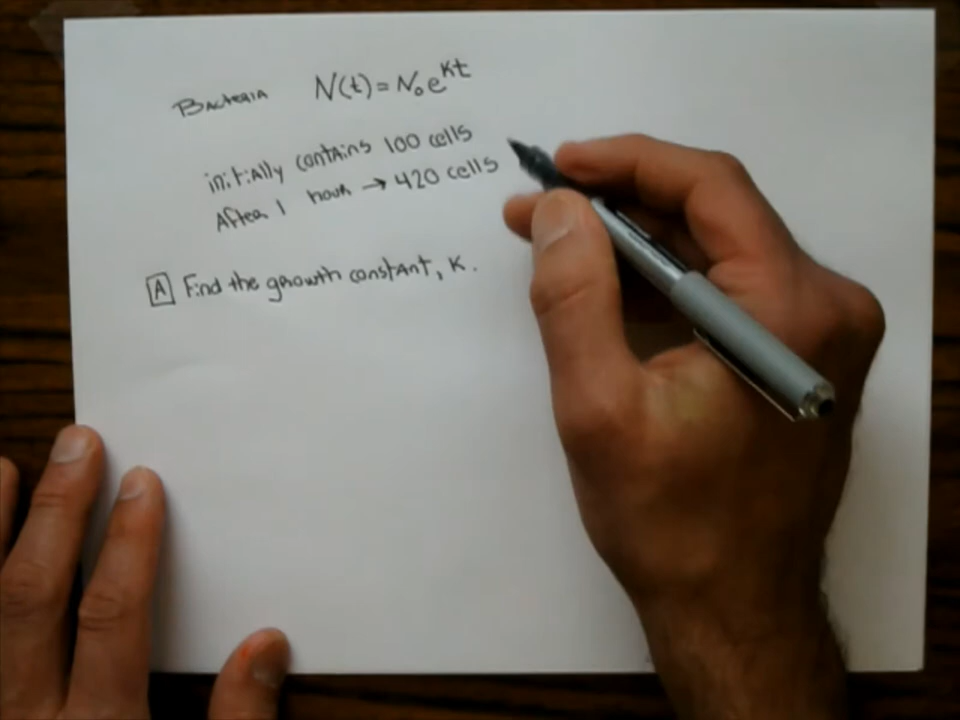 Bacteria N(t) = N₀e^{Kt}
initially contains 100 cells
After 1 hour → 420 cells
A Find the growth constant, K.